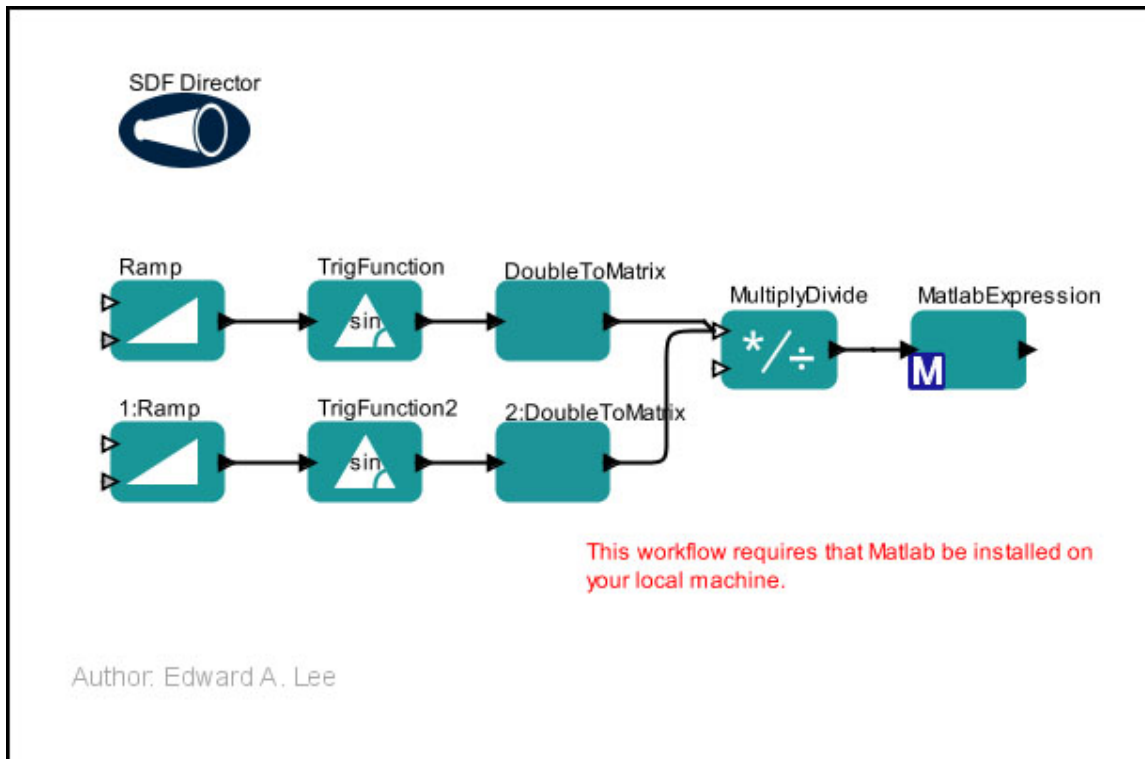 SDF Director
Ramp
TrigFunction
DoubleToMatrix
MultiplyDivide
MatlabExpression
sin
*/÷
M
1:Ramp
TrigFunction2
2:DoubleToMatrix
sin
This workflow requires that Matlab be installed on
your local machine.
Author: Edward A. Lee